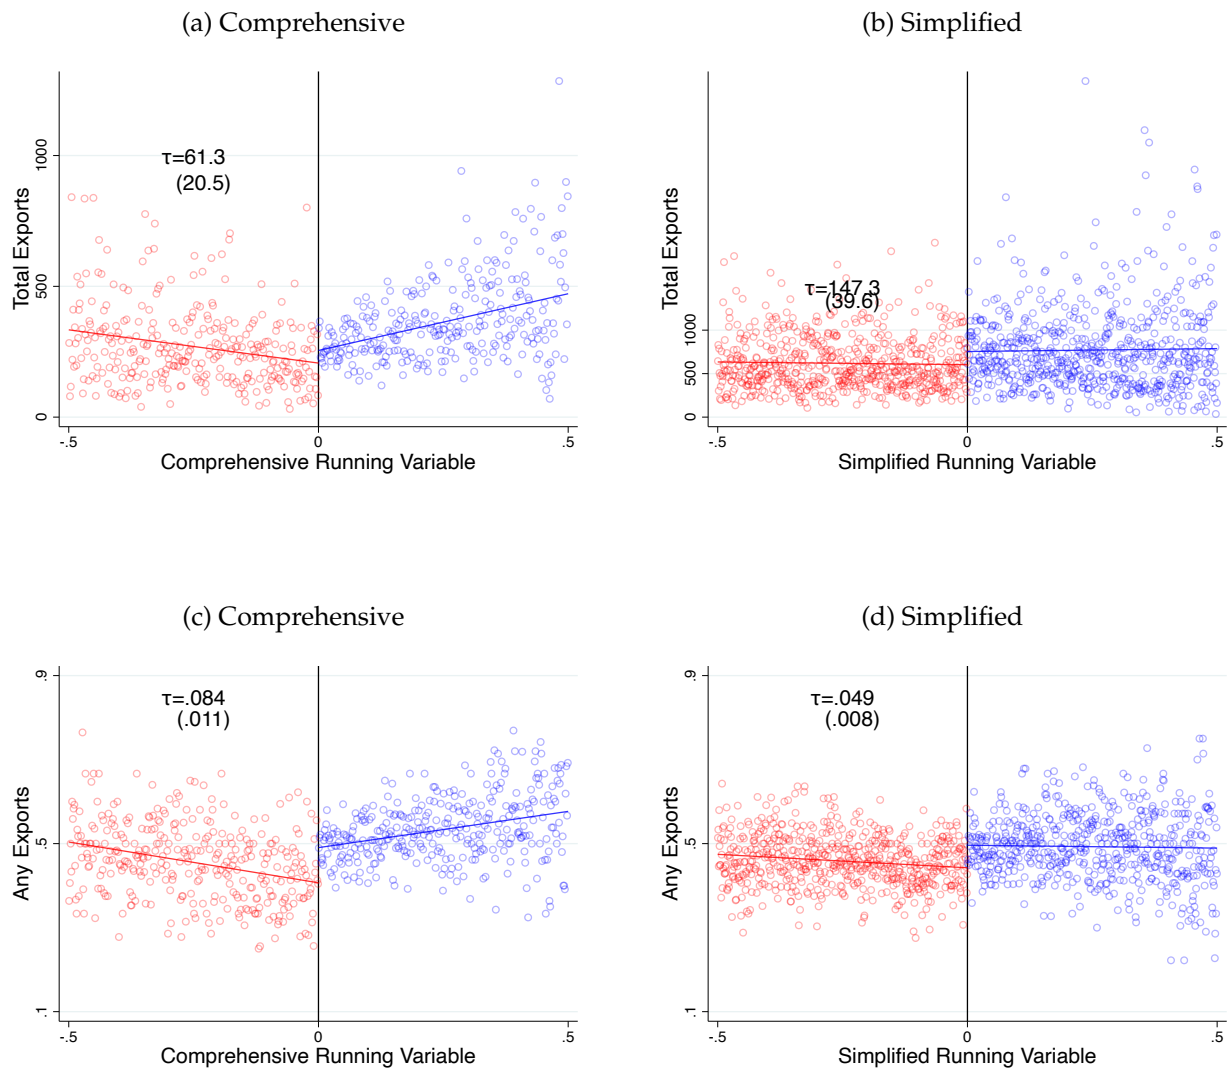 (a) Comprehensive
Total Exports
1000
500
0
τ=61.3
(20.5)
-.5
0
.5
Comprehensive Running Variable
(b) Simplified
Total Exports
1000
500
0
τ=147.3
(39.6)
-.5
0
.5
Simplified Running Variable
(c) Comprehensive
Any Exports
.9
.5
.1
τ=.084
(.011)
-.5
0
.5
Comprehensive Running Variable
(d) Simplified
Any Exports
.9
.5
.1
τ=.049
(.008)
-.5
0
.5
Simplified Running Variable